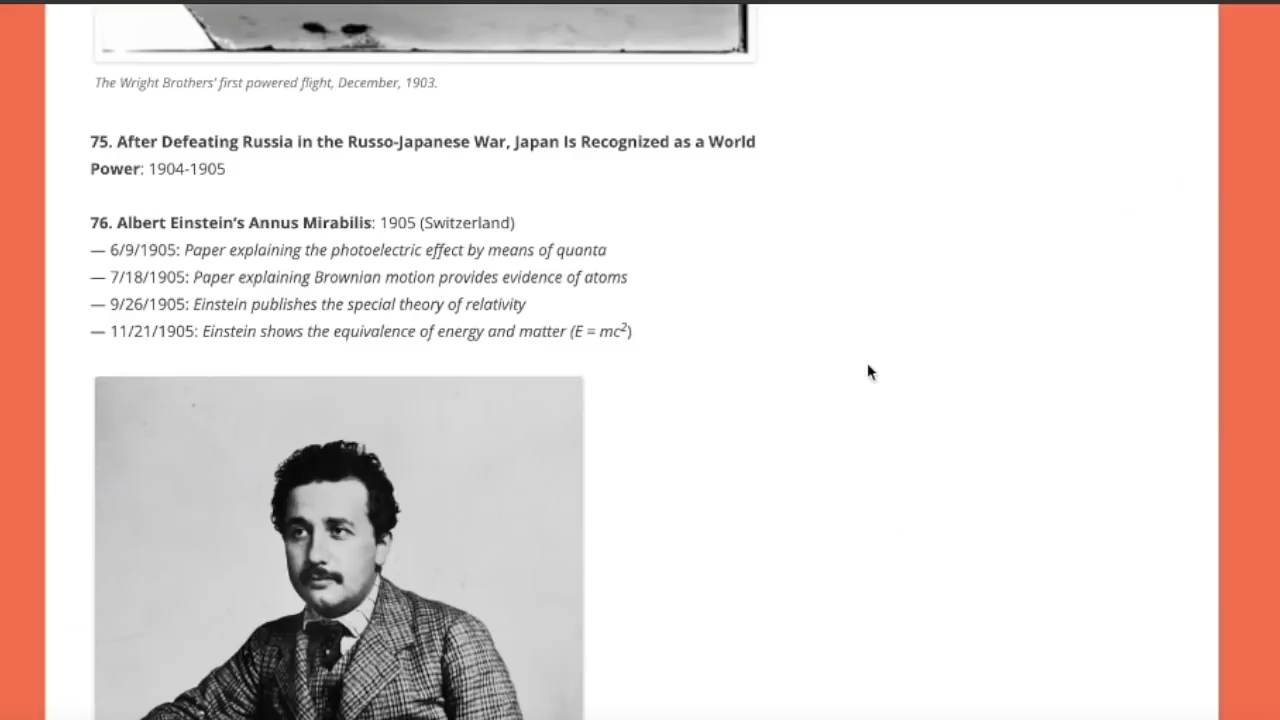 The Wright Brothers' first powered flight, December, 1903.
75. After Defeating Russia in the Russo-Japanese War, Japan Is Recognized as a World
Power: 1904-1905
76. Albert Einstein's Annus Mirabilis: 1905 (Switzerland)
— 6/9/1905: Paper explaining the photoelectric effect by means of quanta
— 7/18/1905: Paper explaining Brownian motion provides evidence of atoms
— 9/26/1905: Einstein publishes the special theory of relativity
— 11/21/1905: Einstein shows the equivalence of energy and matter (E = mc²)